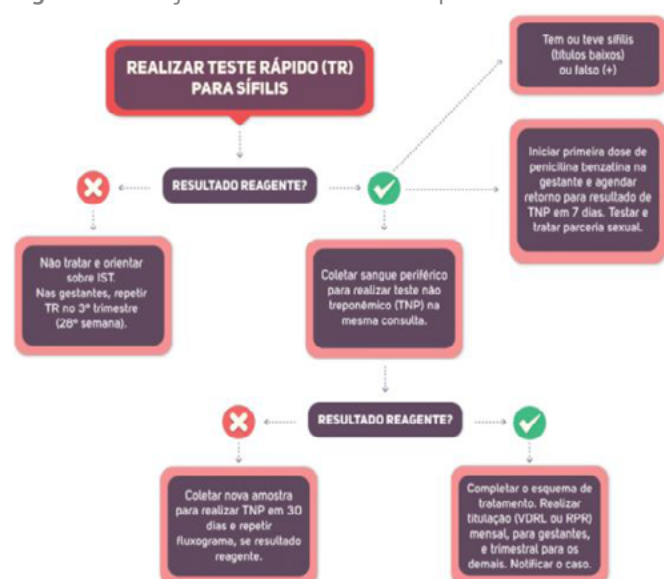 REALIZAR TESTE RÁPIDO (TR)
PARA SÍFILIS
Tem ou teve sífilis
(títulos baixos)
ou falso (+)
RESULTADO REAGENTE?
Iniciar primeira dose de
penicilina benzatina na
gestante e agendar
retorno para resultado de
TNP em 7 dias. Testar e
tratar parceria sexual.
Não tratar e orientar
sobre IST.
Nas gestantes, repetir
TR no 3º trimestre
(28º semana).
Coletar sangue periférico
para realizar teste não
treponêmico (TNP) na
mesma consulta.
RESULTADO REAGENTE?
Coletar nova amostra
para realizar TNP em 30
dias e repetir
fluxograma, se resultado
reagente.
Completar o esquema de
tratamento. Realizar
titulação (VDRL ou RPR)
mensal, para gestantes,
e trimestral para os
demais. Notificar o caso.